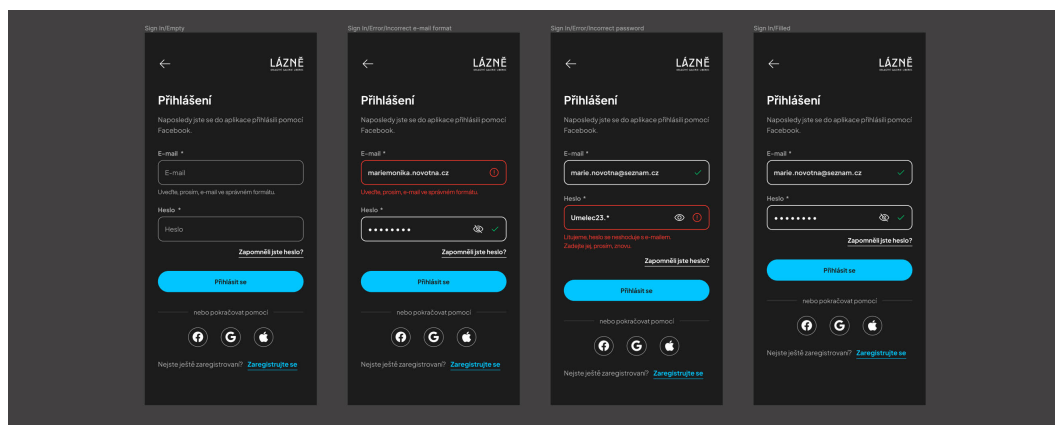 Sign In/Empty
LÁZNĚ
Přihlášení
Naposledy jste se do aplikace přihlásili pomocí
Facebook.
E-mail *
E-mail
Uveďte, prosím, e-mail ve správném formátu.
Heslo *
Heslo
Zapomněli jste heslo?
Přihlásit se
nebo pokračovat pomocí
Nejste ještě zaregistrovaní? Zaregistrujte se
Sign In/Error/Incorrect e-mail format
LÁZNĚ
Přihlášení
Naposledy jste se do aplikace přihlásili pomocí
Facebook.
E-mail *
mariemonika.novotna.cz
Uveďte, prosím, e-mail ve správném formátu.
Heslo *
Zapomněli jste heslo?
Přihlásit se
nebo pokračovat pomocí
Nejste ještě zaregistrovaní? Zaregistrujte se
Sign In/Error/Incorrect password
LÁZNĚ
Přihlášení
Naposledy jste se do aplikace přihlásili pomocí
Facebook.
E-mail *
marie.novotna@seznam.cz
Heslo *
Umelec23.*
Litujeme, heslo se neshoduje s e-mailem.
Zadejte jej, prosím, znovu.
Zapomněli jste heslo?
Přihlásit se
nebo pokračovat pomocí
Nejste ještě zaregistrovaní? Zaregistrujte se
Sign In/Filled
LÁZNĚ
Přihlášení
Naposledy jste se do aplikace přihlásili pomocí
Facebook.
E-mail *
marie.novotna@seznam.cz
Heslo *
Zapomněli jste heslo?
Přihlásit se
nebo pokračovat pomocí
Nejste ještě zaregistrovaní? Zaregistrujte se